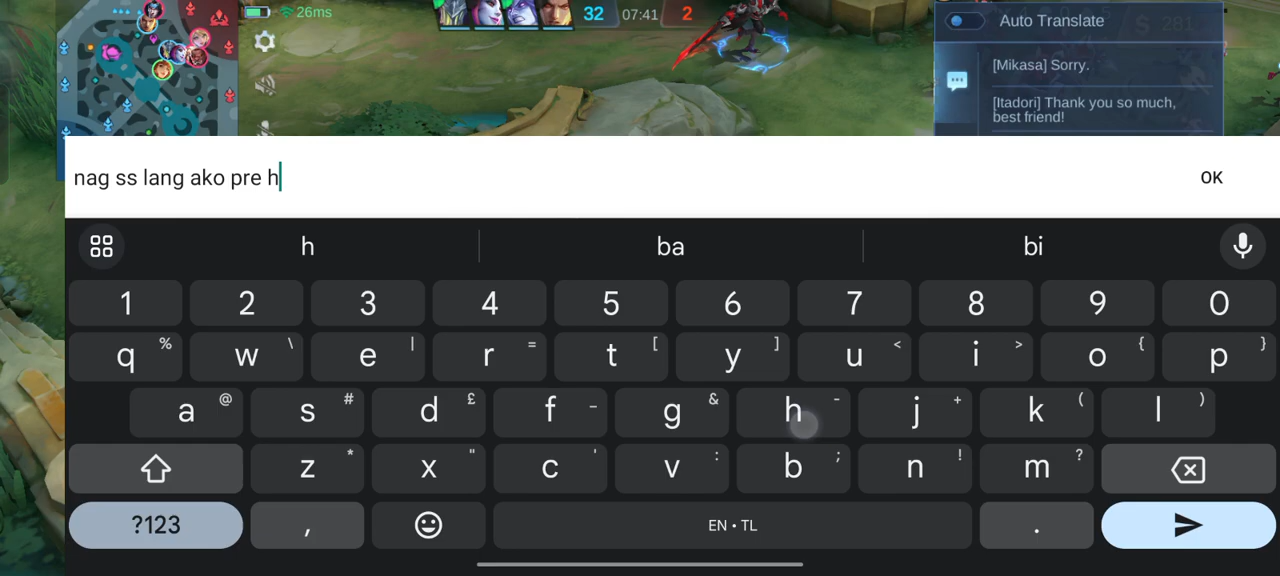 26ms
32 07:41 2
Auto Translate
[Mikasa] Sorry.
[Itadori] Thank you so much,
best friend!
nag ss lang ako pre h
OK
h ba bi
1 2 3 4 5 6 7 8 9 0
q % w \ e | r = t [ y ] u < i > o { p }
a @ s # d £ f _ g & h - j + k ( l )
z * x " c ' v : b ; n ! m ?
?123 , EN • TL .